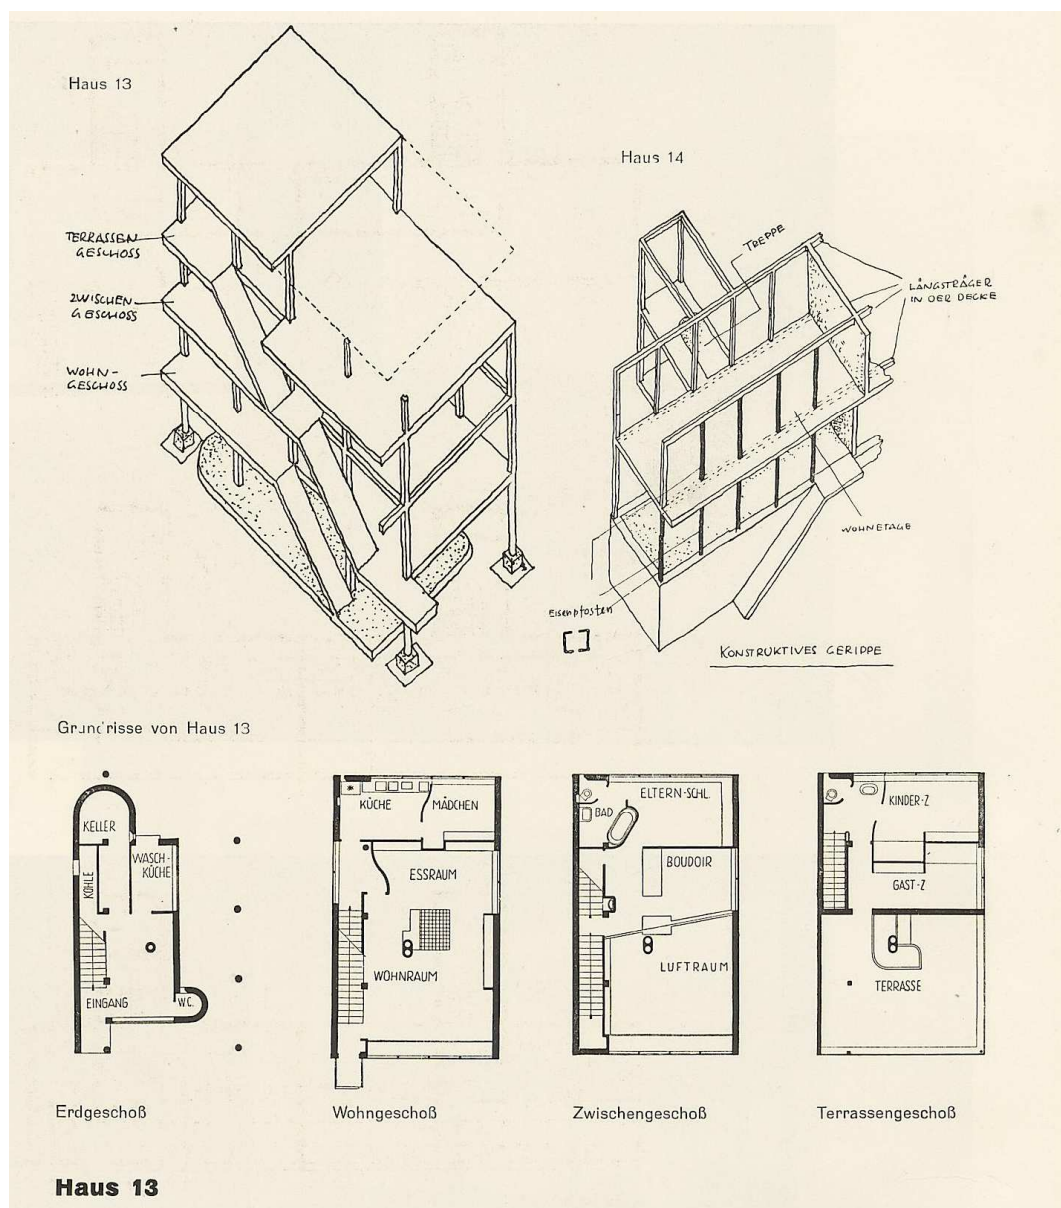 Haus 13
Haus 14
TERRASSEN
GESCHOSS
ZWISCHEN
GESCHOSS
WOHN-
GESCHOSS
TREPPE
LÄNGSTRÄGER
IN DER DECKE
WOHNETAGE
Eisenpfosten
KONSTRUKTIVES GERIPPE
Grundrisse von Haus 13
KELLER
WASCH-
KÜCHE
KOHLE
EINGANG
W.C.
KÜCHE
MÄDCHEN
ESSRAUM
WOHNRAUM
ELTERN-SCHL.
BAD
BOUDOIR
LUFTRAUM
KINDER-Z
GAST-Z
TERRASSE
Erdgeschoß
Wohngeschoß
Zwischengeschoß
Terrassengeschoß
Haus 13